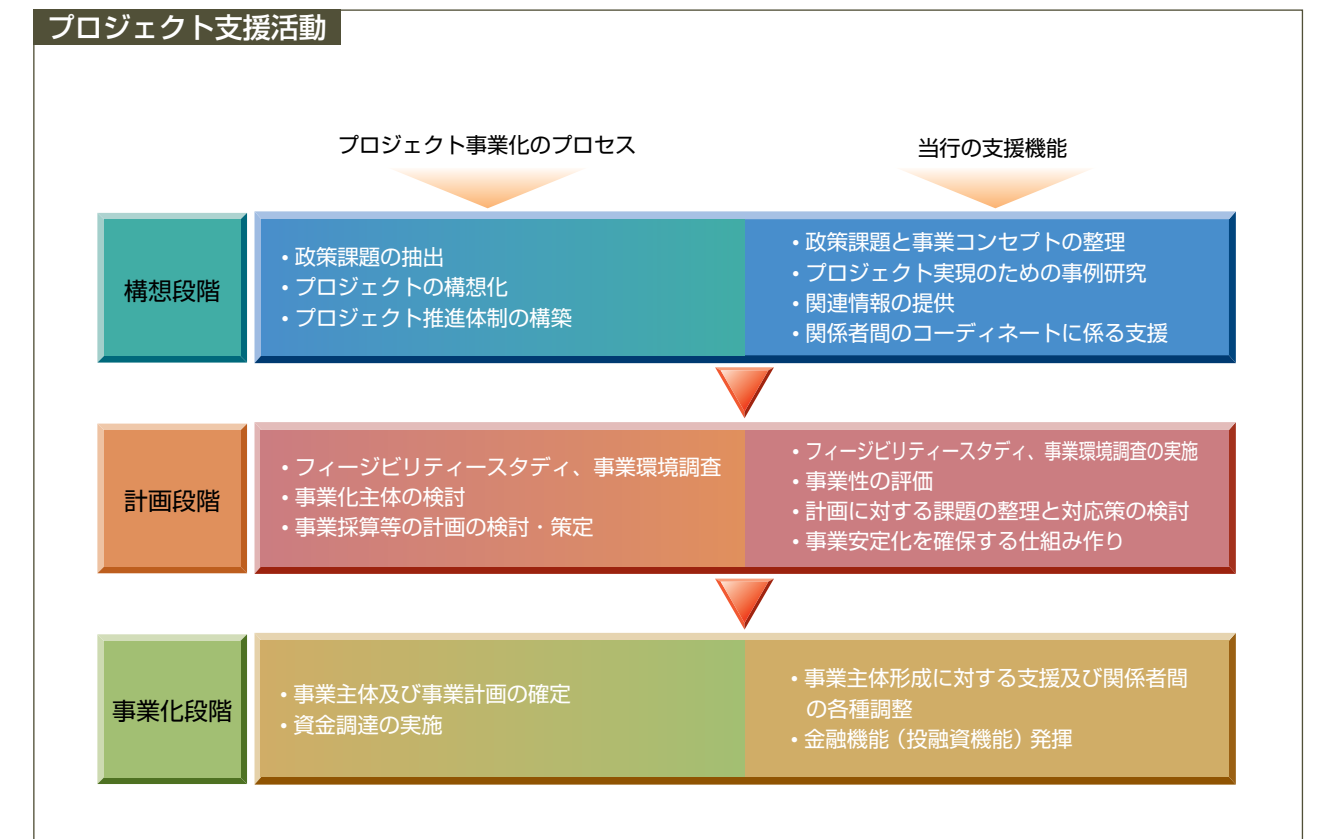 プロジェクト支援活動
プロジェクト事業化のプロセス
当行の支援機能
構想段階
・政策課題の抽出
・プロジェクトの構想化
・プロジェクト推進体制の構築
・政策課題と事業コンセプトの整理
・プロジェクト実現のための事例研究
・関連情報の提供
・関係者間のコーディネートに係る支援
計画段階
・フィージビリティースタディ、事業環境調査
・事業化主体の検討
・事業採算等の計画の検討・策定
・フィージビリティースタディ、事業環境調査の実施
・事業性の評価
・計画に対する課題の整理と対応策の検討
・事業安定化を確保する仕組み作り
事業化段階
・事業主体及び事業計画の確定
・資金調達の実施
・事業主体形成に対する支援及び関係者間
の各種調整
・金融機能（投融資機能）発揮